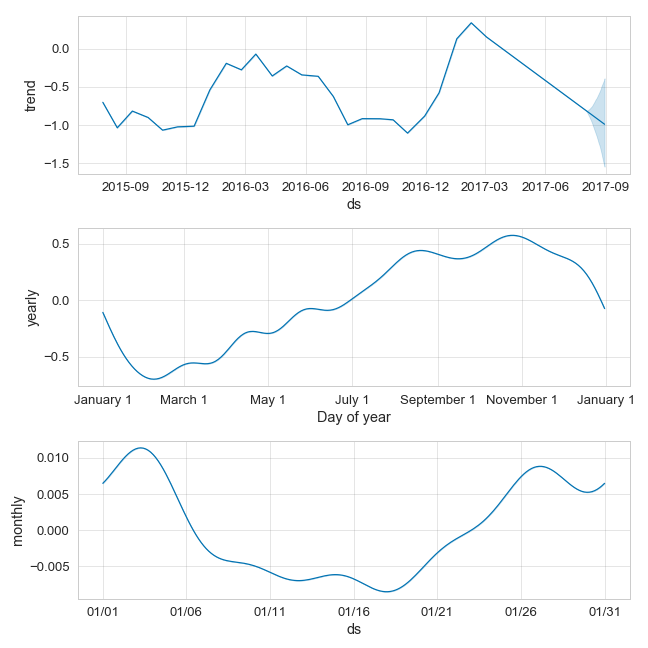 trend
0.0
−0.5
−1.0
−1.5
2015-09 2015-12 2016-03 2016-06 2016-09 2016-12 2017-03 2017-06 2017-09
ds
yearly
0.5
0.0
−0.5
January 1 March 1 May 1 July 1 September 1 November 1 January 1
Day of year
monthly
0.010
0.005
0.000
−0.005
01/01 01/06 01/11 01/16 01/21 01/26 01/31
ds